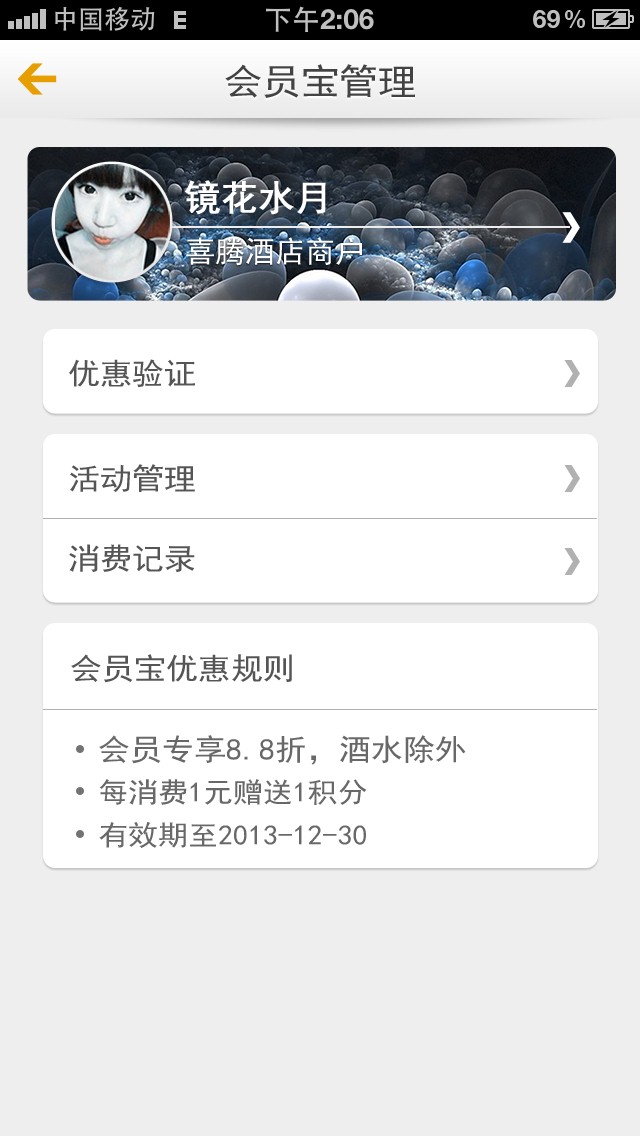 中国移动 E 下午2:06 69%
会员宝管理
镜花水月
喜腾酒店商户
优惠验证
活动管理
消费记录
会员宝优惠规则
• 会员专享8.8折，酒水除外
• 每消费1元赠送1积分
• 有效期至2013-12-30